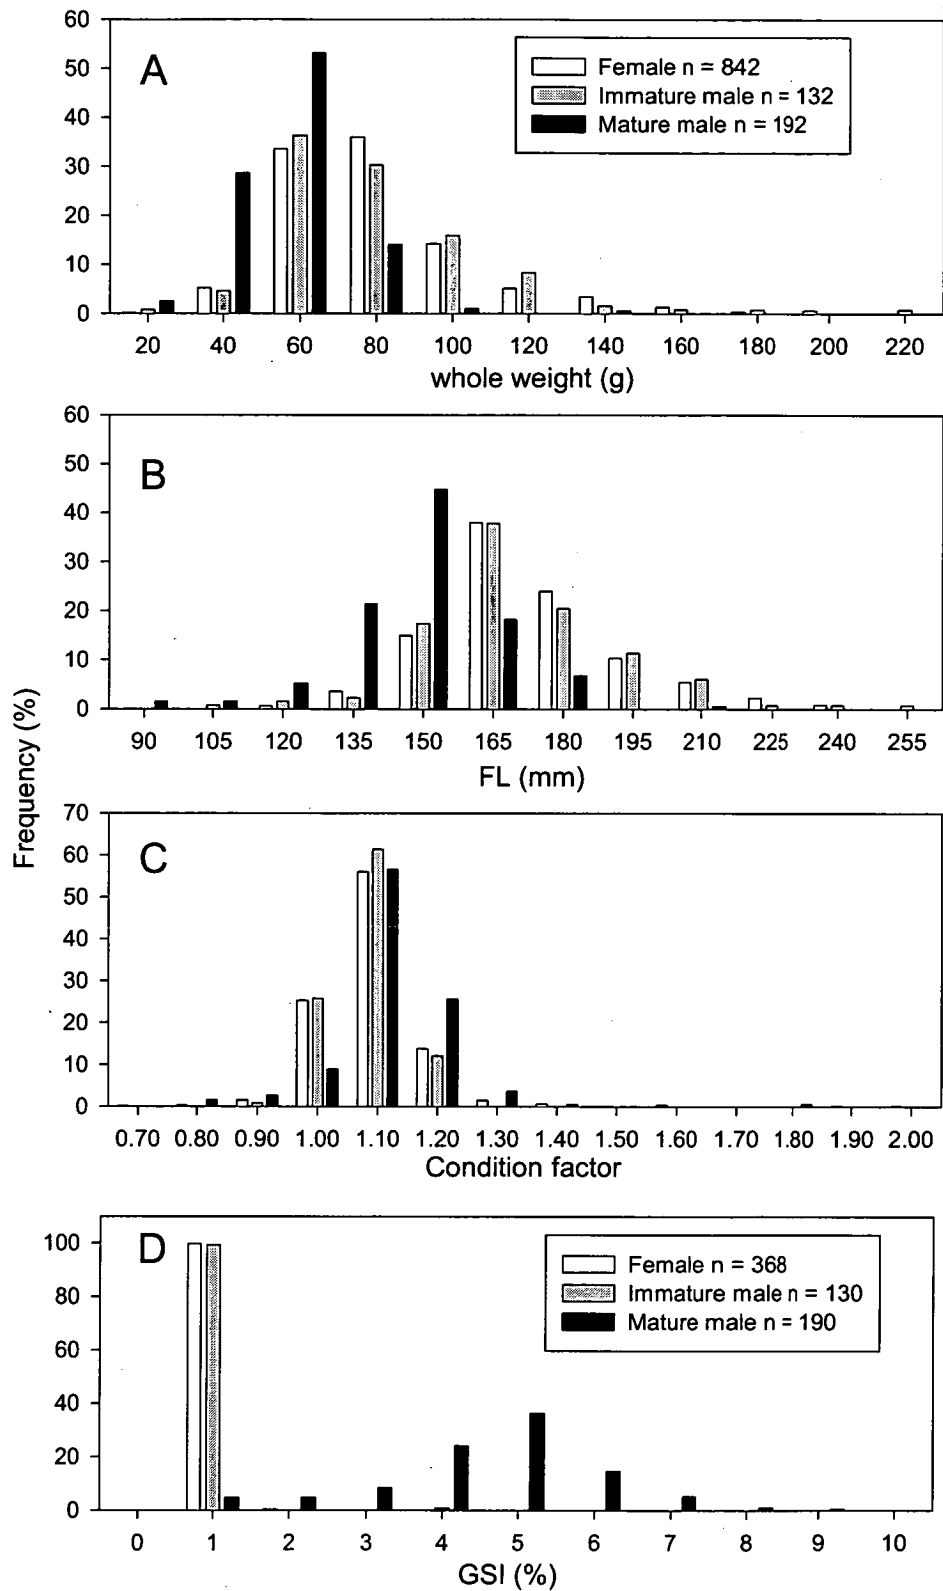 60
50
40
30
20
10
0
A
Female n = 842
Immature male n = 132
Mature male n = 192
20 40 60 80 100 120 140 160 180 200 220
whole weight (g)
60
50
40
30
20
10
0
B
90 105 120 135 150 165 180 195 210 225 240 255
FL (mm)
Frequency (%)
70
60
50
40
30
20
10
0
C
0.70 0.80 0.90 1.00 1.10 1.20 1.30 1.40 1.50 1.60 1.70 1.80 1.90 2.00
Condition factor
100
80
60
40
20
0
D
Female n = 368
Immature male n = 130
Mature male n = 190
0 1 2 3 4 5 6 7 8 9 10
GSI (%)